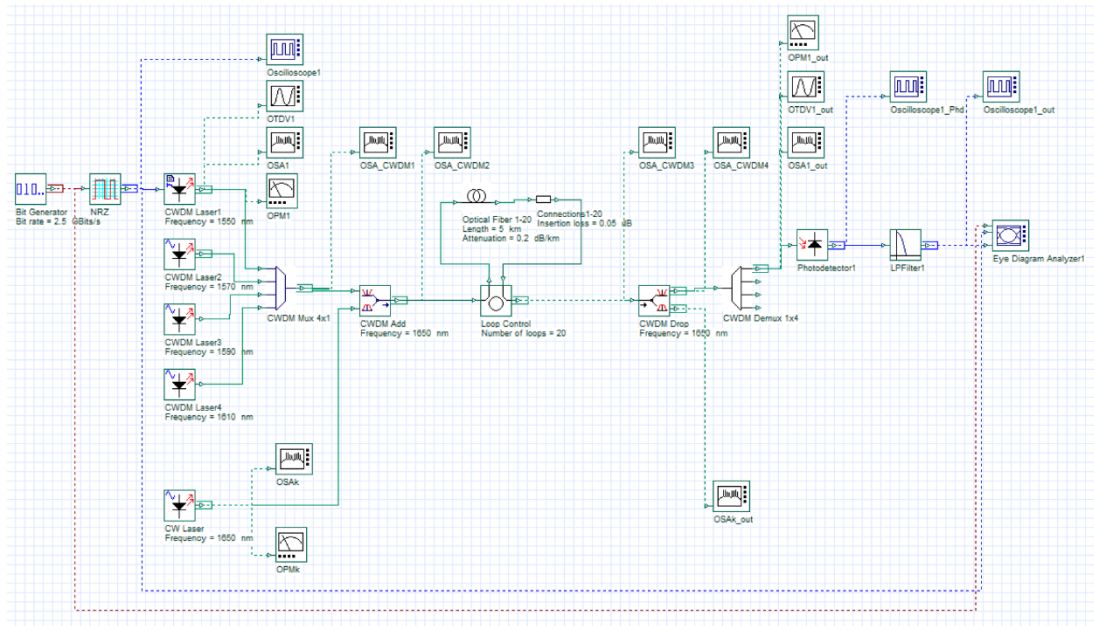 Oscilloscope1
OTDV1
OSA1
OPM1
OSA_CWDM1
OSA_CWDM2
OSA_CWDM3
OSA_CWDM4
OPM1_out
OTDV1_out
OSA1_out
Oscilloscope1_Phd
Oscilloscope1_out
010..
Bit Generator
Bit rate = 2.5 GBits/s
NRZ
CWDM Laser1
Frequency = 1550 nm
CWDM Laser2
Frequency = 1570 nm
CWDM Laser3
Frequency = 1590 nm
CWDM Laser4
Frequency = 1610 nm
CWDM Mux 4x1
CWDM Add
Frequency = 1650 nm
Optical Fiber 1-20
Length = 5 km
Attenuation = 0.2 dB/km
Connections1-20
Insertion loss = 0.05 dB
Loop Control
Number of loops = 20
CWDM Drop
Frequency = 1650 nm
CWDM Demux 1x4
Photodetector1
LPFilter1
Eye Diagram Analyzer1
OSAk
CW Laser
Frequency = 1650 nm
OPMk
OSAk_out